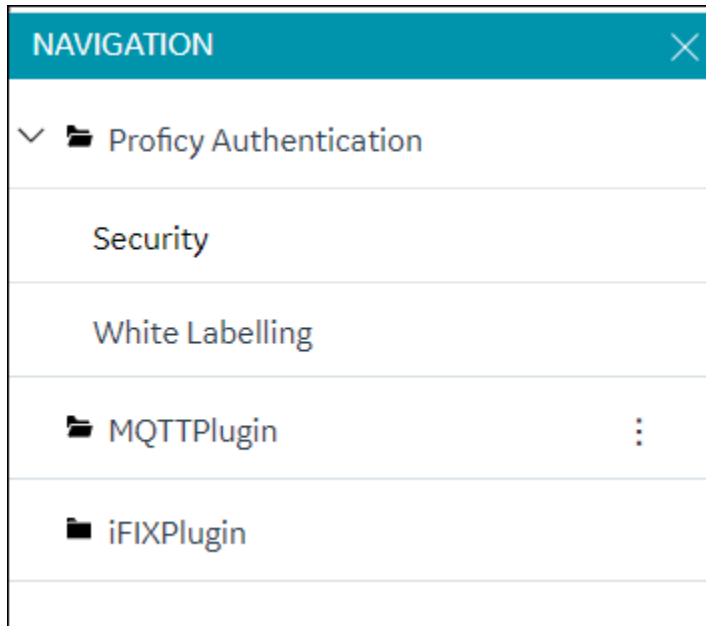 NAVIGATION
Proficy Authentication
Security
White Labelling
MQTTPlugin
iFIXPlugin